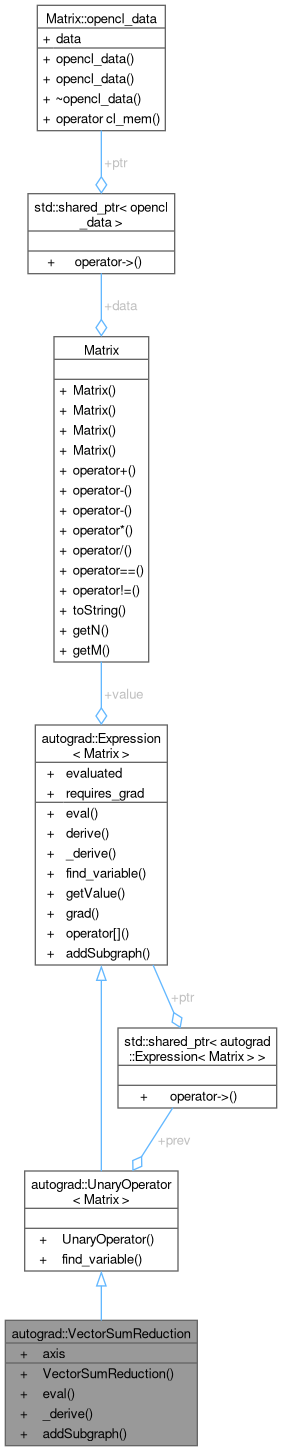 Matrix::opencl_data
+ data
+ opencl_data()
+ opencl_data()
+ ~opencl_data()
+ operator cl_mem()
+ptr
std::shared_ptr< opencl
_data >
+ operator->()
+data
Matrix
+ Matrix()
+ Matrix()
+ Matrix()
+ Matrix()
+ operator+()
+ operator-()
+ operator-()
+ operator*()
+ operator/()
+ operator==()
+ operator!=()
+ toString()
+ getN()
+ getM()
+value
autograd::Expression
< Matrix >
+ evaluated
+ requires_grad
+ eval()
+ derive()
+ _derive()
+ find_variable()
+ getValue()
+ grad()
+ operator[]()
+ addSubgraph()
+ptr
std::shared_ptr< autograd
::Expression< Matrix > >
+ operator->()
+prev
autograd::UnaryOperator
< Matrix >
+ UnaryOperator()
+ find_variable()
autograd::VectorSumReduction
+ axis
+ VectorSumReduction()
+ eval()
+ _derive()
+ addSubgraph()